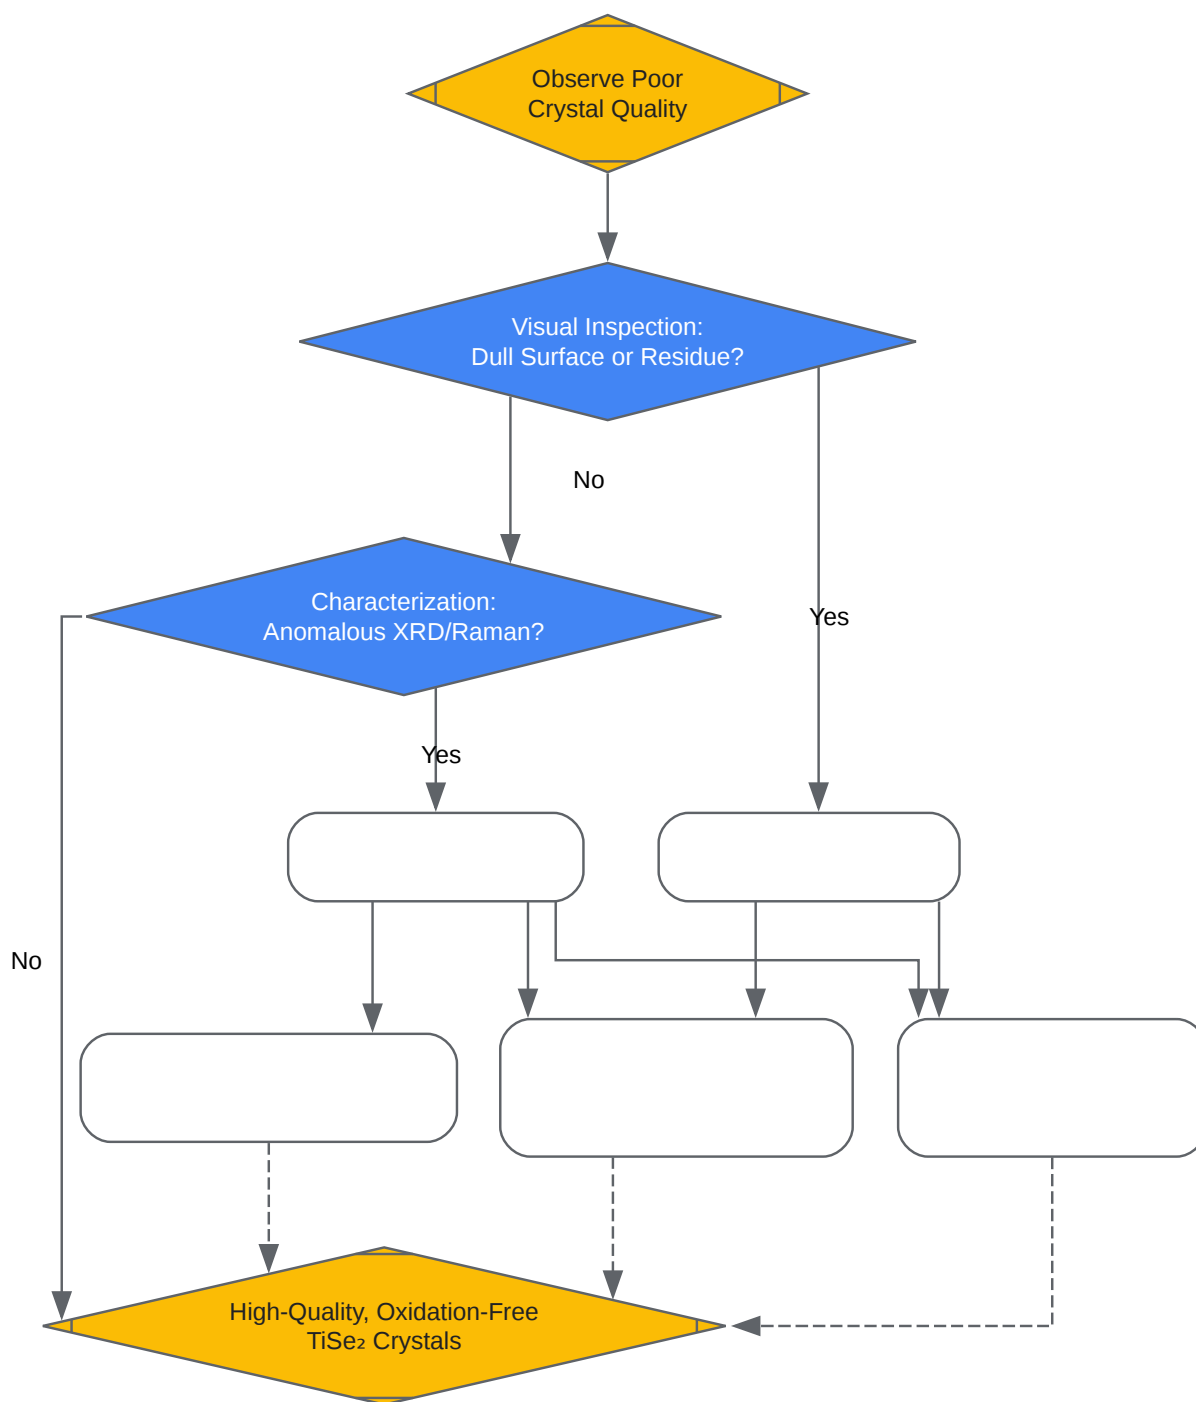 Observe Poor
Crystal Quality
Visual Inspection:
Dull Surface or Residue?
No
Characterization:
Anomalous XRD/Raman?
Yes
Yes
No
High-Quality, Oxidation-Free
TiSe₂ Crystals